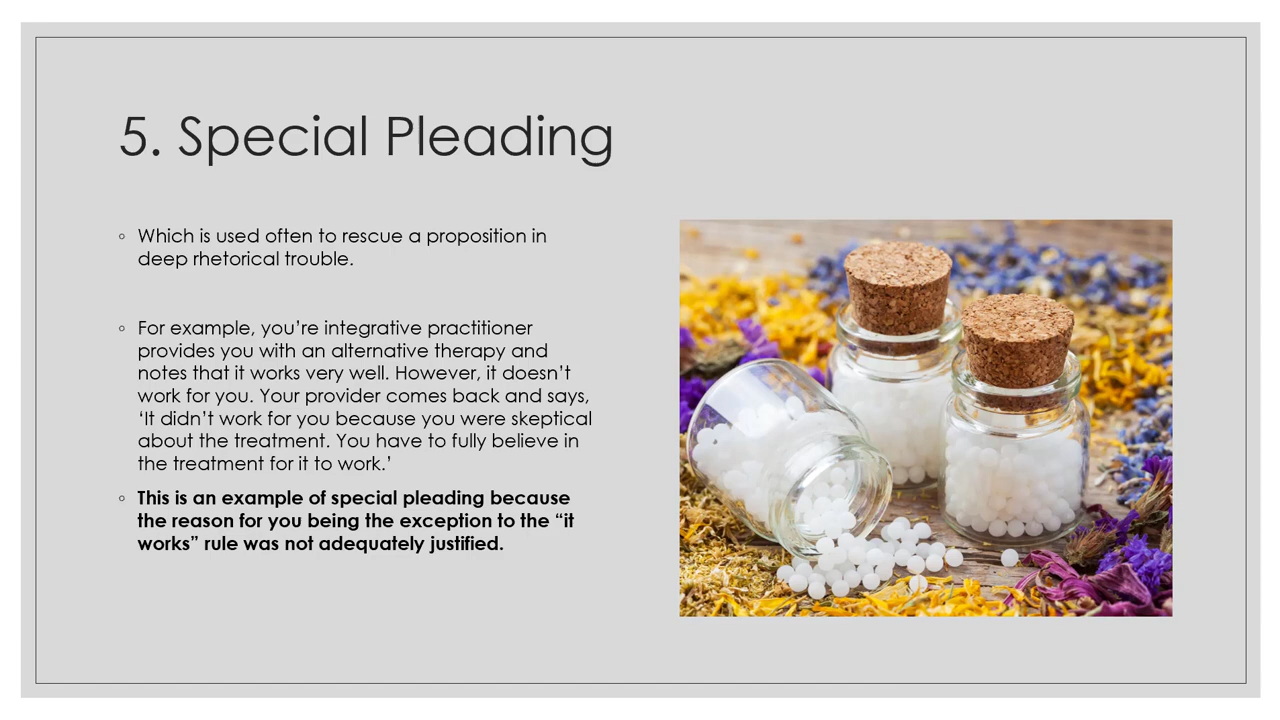 5. Special Pleading
◦ Which is used often to rescue a proposition in
deep rhetorical trouble.
◦ For example, you’re integrative practitioner
provides you with an alternative therapy and
notes that it works very well. However, it doesn’t
work for you. Your provider comes back and says,
‘It didn’t work for you because you were skeptical
about the treatment. You have to fully believe in
the treatment for it to work.’
◦ This is an example of special pleading because
the reason for you being the exception to the “it
works” rule was not adequately justified.